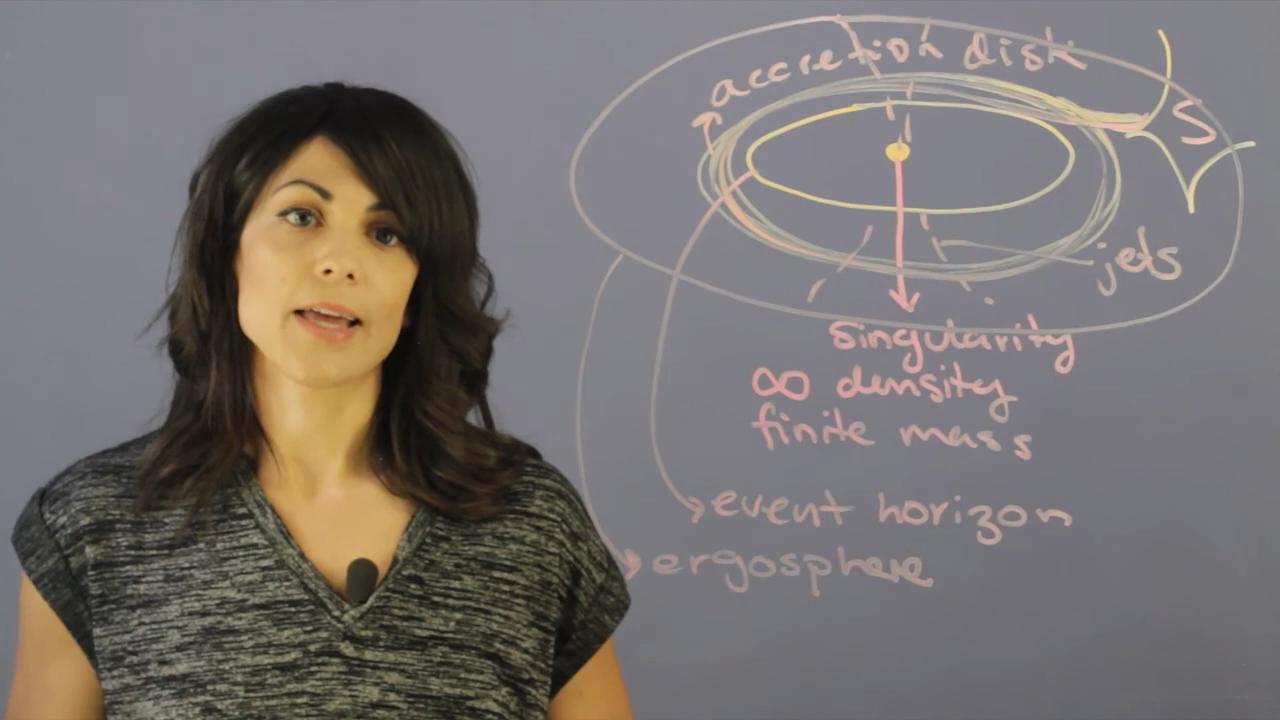 accretion disk
S
jets
singularity
∞ density
finite mass
event horizon
ergosphere